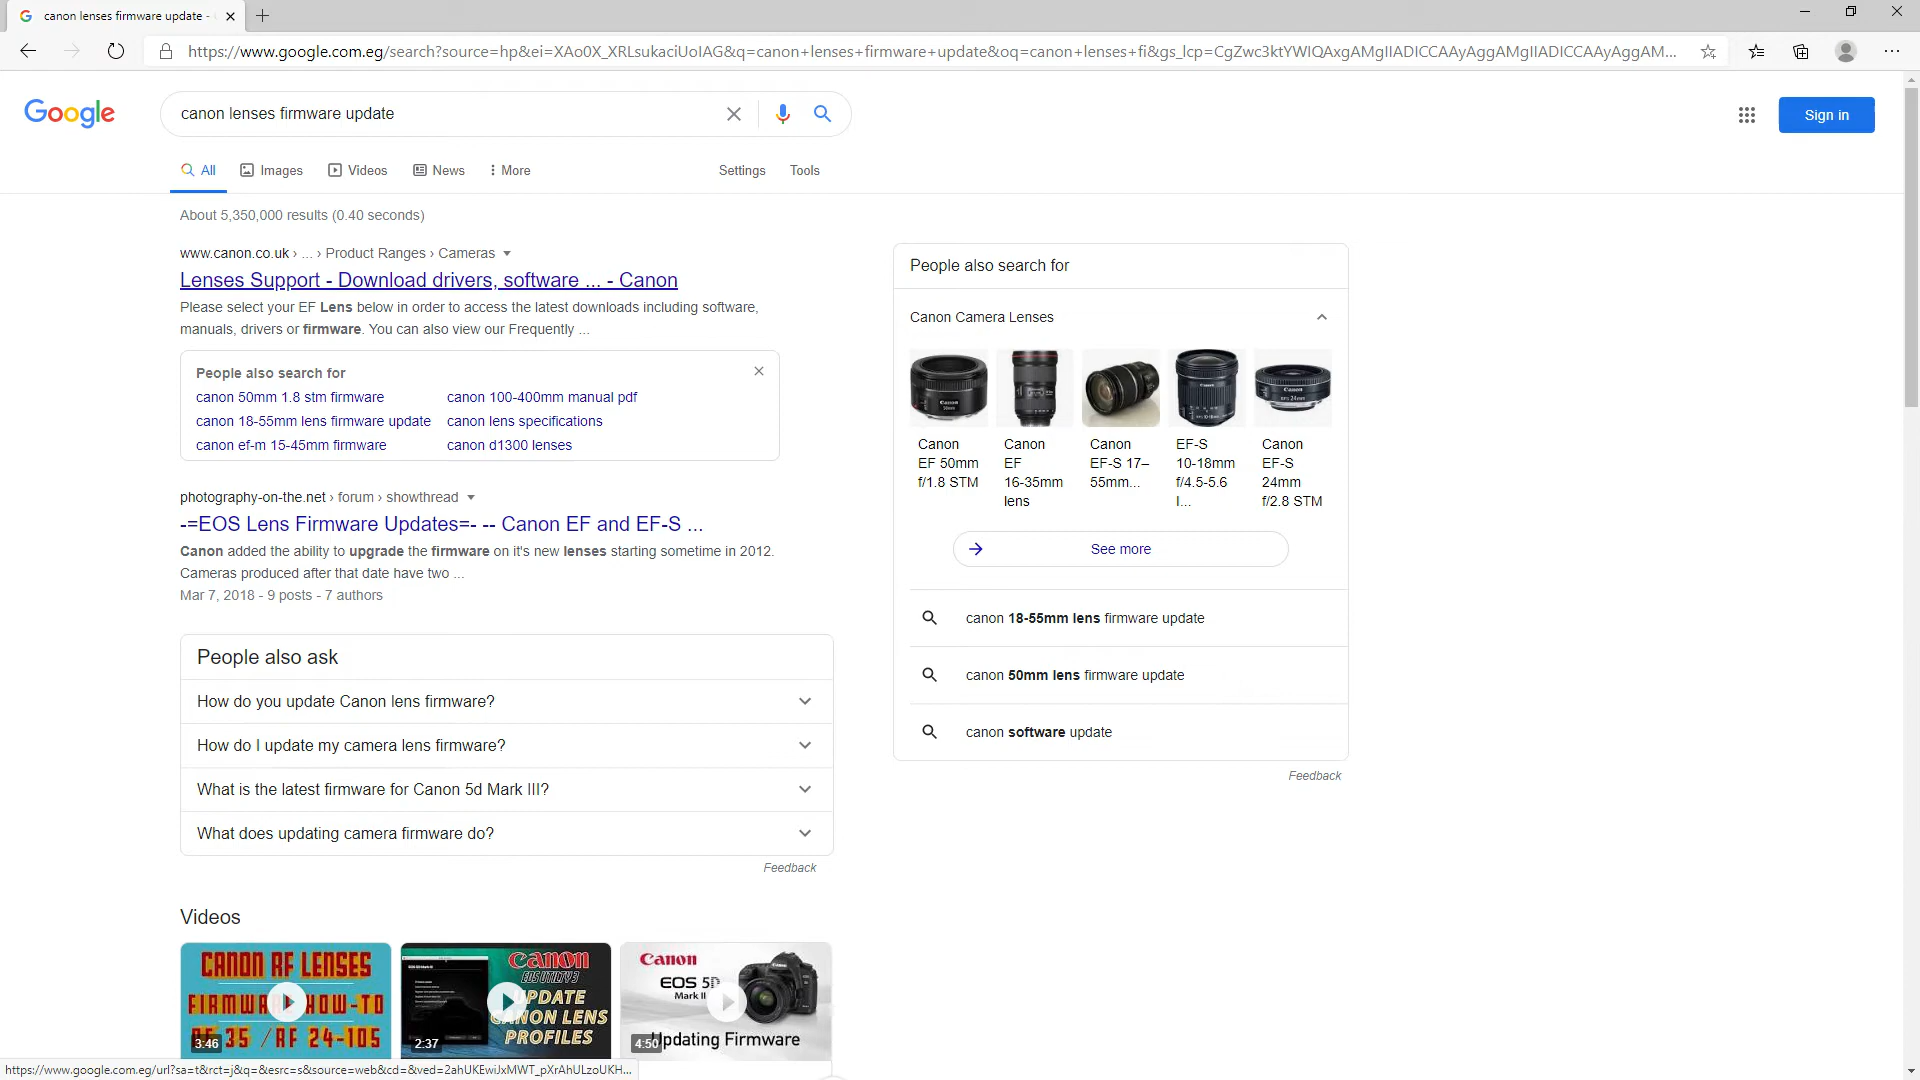 canon lenses firmware update -
https://www.google.com.eg/search?source=hp&ei=XAo0X_XRLsukaciUoIAG&q=canon+lenses+firmware+update&oq=canon+lenses+fi&gs_lcp=CgZwc3ktYWIQAxgAMgIIADICCAAyAggAMgIIADICCAAyAggAM...
Google
canon lenses firmware update
Sign in
All
Images
Videos
News
More
Settings
Tools
About 5,350,000 results (0.40 seconds)
www.canon.co.uk › ... › Product Ranges › Cameras
Lenses Support - Download drivers, software ... - Canon
Please select your EF Lens below in order to access the latest downloads including software,
manuals, drivers or firmware. You can also view our Frequently ...
People also search for
canon 50mm 1.8 stm firmware
canon 100-400mm manual pdf
canon 18-55mm lens firmware update
canon lens specifications
canon ef-m 15-45mm firmware
canon d1300 lenses
photography-on-the.net › forum › showthread
-=EOS Lens Firmware Updates=- -- Canon EF and EF-S ...
Canon added the ability to upgrade the firmware on it's new lenses starting sometime in 2012.
Cameras produced after that date have two ...
Mar 7, 2018 - 9 posts - 7 authors
People also ask
How do you update Canon lens firmware?
How do I update my camera lens firmware?
What is the latest firmware for Canon 5d Mark III?
What does updating camera firmware do?
Feedback
Videos
CANON RF LENSES
FIRMWARE HOW-TO
RF 35 /RF 24-105
3:46
canon
EOS UTILITY 3
UPDATE
CANON LENS
PROFILES
2:37
Canon
EOS 5D
Mark II
Updating Firmware
4:50
People also search for
Canon Camera Lenses
Canon
EF 50mm
f/1.8 STM
Canon
EF
16-35mm
lens
Canon
EF-S 17–
55mm...
EF-S
10-18mm
f/4.5-5.6
I...
Canon
EF-S
24mm
f/2.8 STM
See more
canon 18-55mm lens firmware update
canon 50mm lens firmware update
canon software update
Feedback
https://www.google.com.eg/url?sa=t&rct=j&q=&esrc=s&source=web&cd=&ved=2ahUKEwiJxMWT_pXrAhULzoUKH...